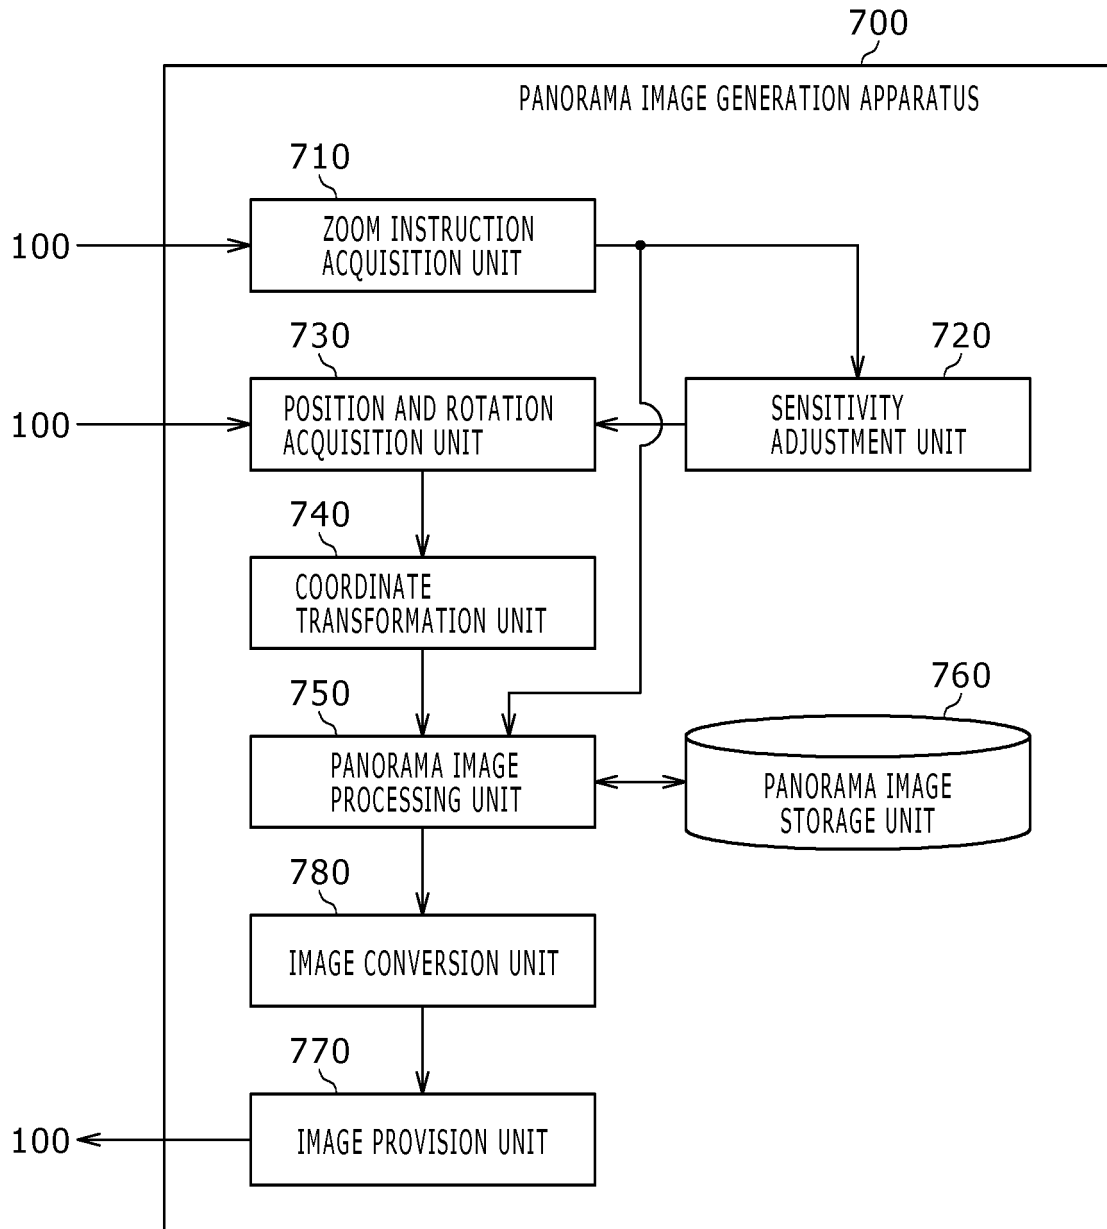 700
PANORAMA IMAGE GENERATION APPARATUS
710
100
ZOOM INSTRUCTION
ACQUISITION UNIT
730
720
100
POSITION AND ROTATION
ACQUISITION UNIT
SENSITIVITY
ADJUSTMENT UNIT
740
COORDINATE
TRANSFORMATION UNIT
750
760
PANORAMA IMAGE
PROCESSING UNIT
PANORAMA IMAGE
STORAGE UNIT
780
IMAGE CONVERSION UNIT
770
100
IMAGE PROVISION UNIT